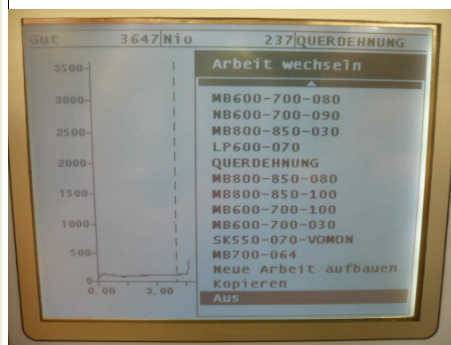 Gut 3647 Nio 237 QUERDEHNUNG
Arbeit wechseln
3500
3000
2500
2000
1500
1000
500
0
0.00 3.00
MB600-700-080
NB600-700-090
MB800-850-030
LP600-070
QUERDEHNUNG
MB800-850-080
MB800-850-100
MB600-700-100
MB600-700-030
SK550-070-VOMON
MB700-064
Neue Arbeit aufbauen
Kopieren
Aus